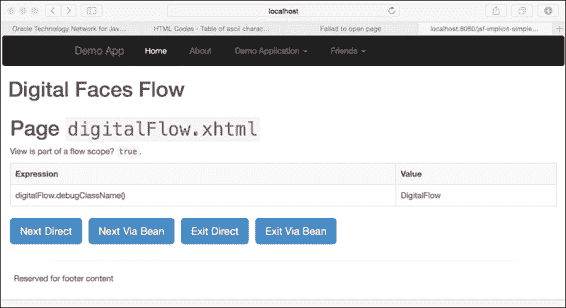 localhost
Oracle Technology Network for Jav...
HTML Codes - Table of ascii charac...
Failed to open page
localhost:8080/jsf-implicit-simple...
Demo App
Home
About
Demo Application
Friends
Digital Faces Flow
Page digitalFlow.xhtml
View is part of a flow scope? true.
Expression
Value
digitalFlow.debugClassName()
DigitalFlow
Next Direct
Next Via Bean
Exit Direct
Exit Via Bean
Reserved for footer content